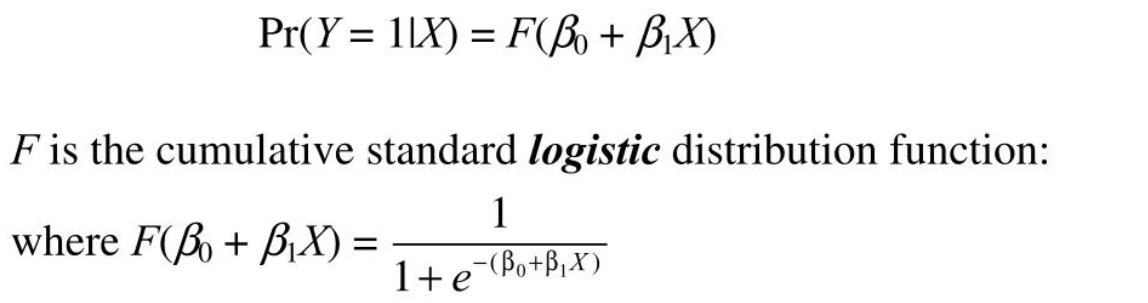 Pr(Y = 1|X) = F(β₀ + β₁X)
F is the cumulative standard logistic distribution function:
where F(β₀ + β₁X) = 1 / (1 + e^{-(β₀+β₁X)})